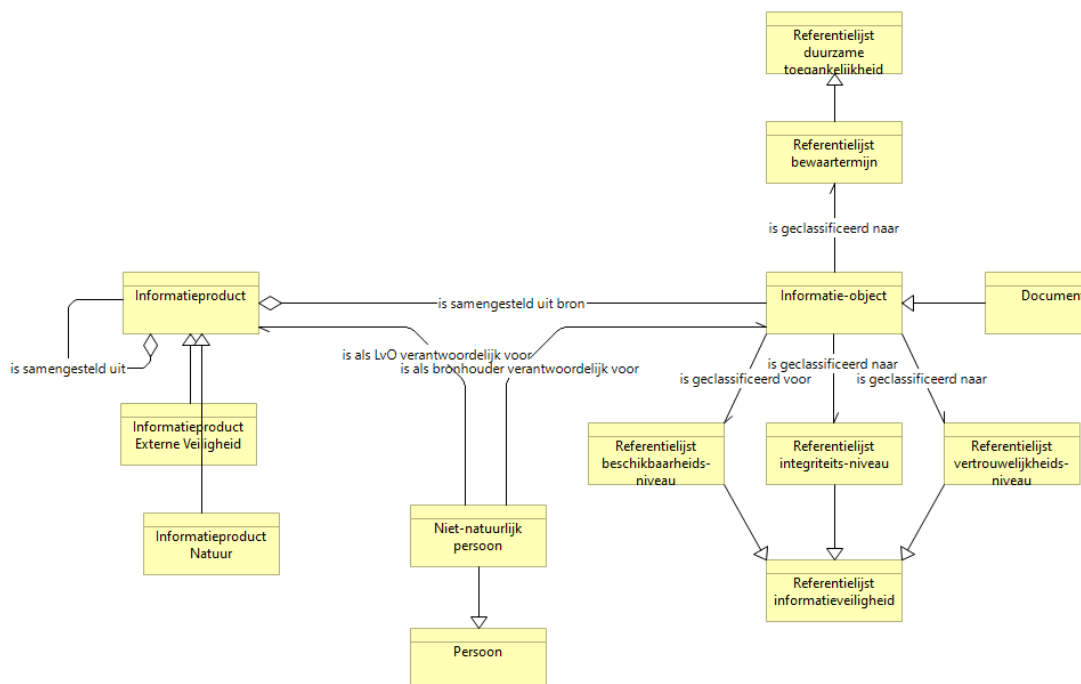 Referentielijst
duurzame
toegankelijkheid
Referentielijst
bewaartermijn
is geclassificeerd naar
Informatieproduct
is samengesteld uit bron
Informatie-object
Document
is samengesteld uit
is als LvO verantwoordelijk voor
is als bronhouder verantwoordelijk voor
is geclassificeerd voor
is geclassificeerd naar
is geclassificeerd naar
Informatieproduct
Externe Veiligheid
Referentielijst
beschikbaarheids-
niveau
Referentielijst
integriteits-niveau
Referentielijst
vertrouwelijkheids-
niveau
Informatieproduct
Natuur
Niet-natuurlijk
persoon
Referentielijst
informatieveiligheid
Persoon